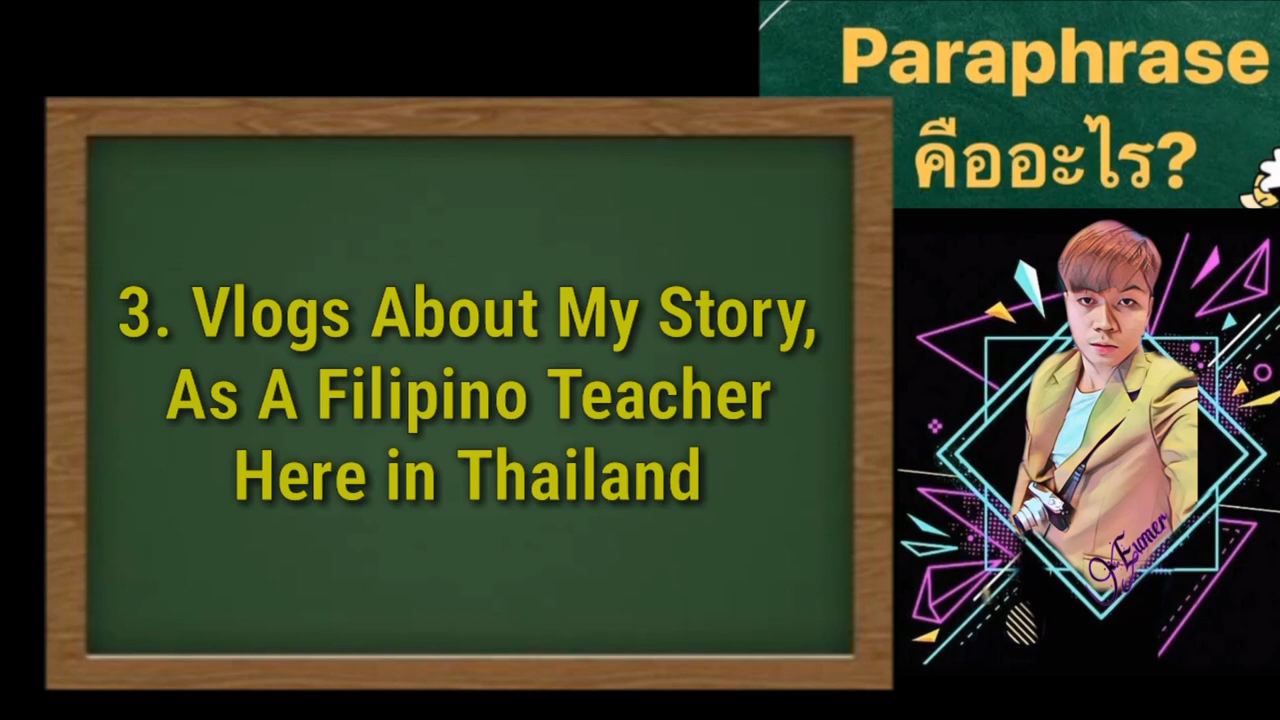 Paraphrase
คืออะไร?
3. Vlogs About My Story,
As A Filipino Teacher
Here in Thailand